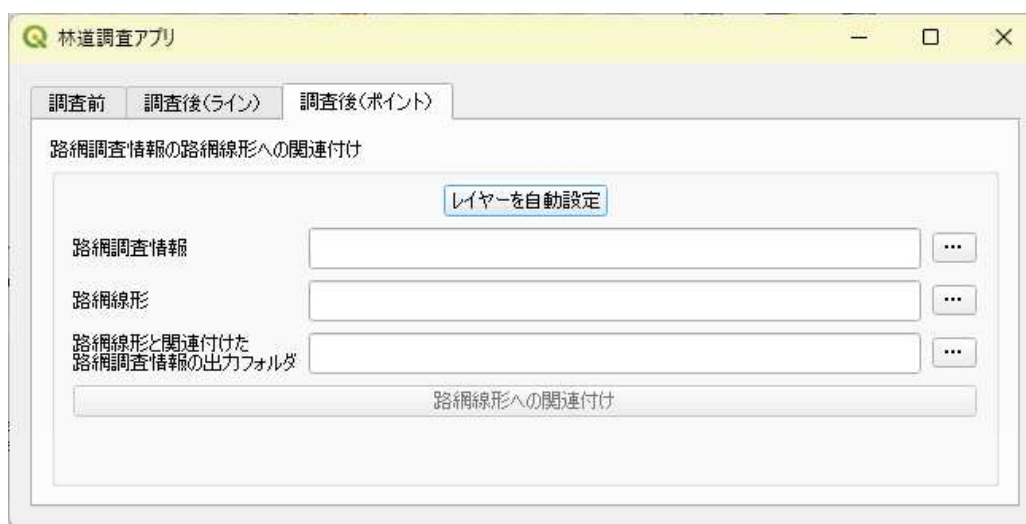 林道調査アプリ
調査前 調査後(ライン) 調査後(ポイント)
路網調査情報の路網線形への関連付け
レイヤーを自動設定
路網調査情報 ...
路網線形 ...
路網線形と関連付けた
路網調査情報の出力フォルダ ...
路網線形への関連付け